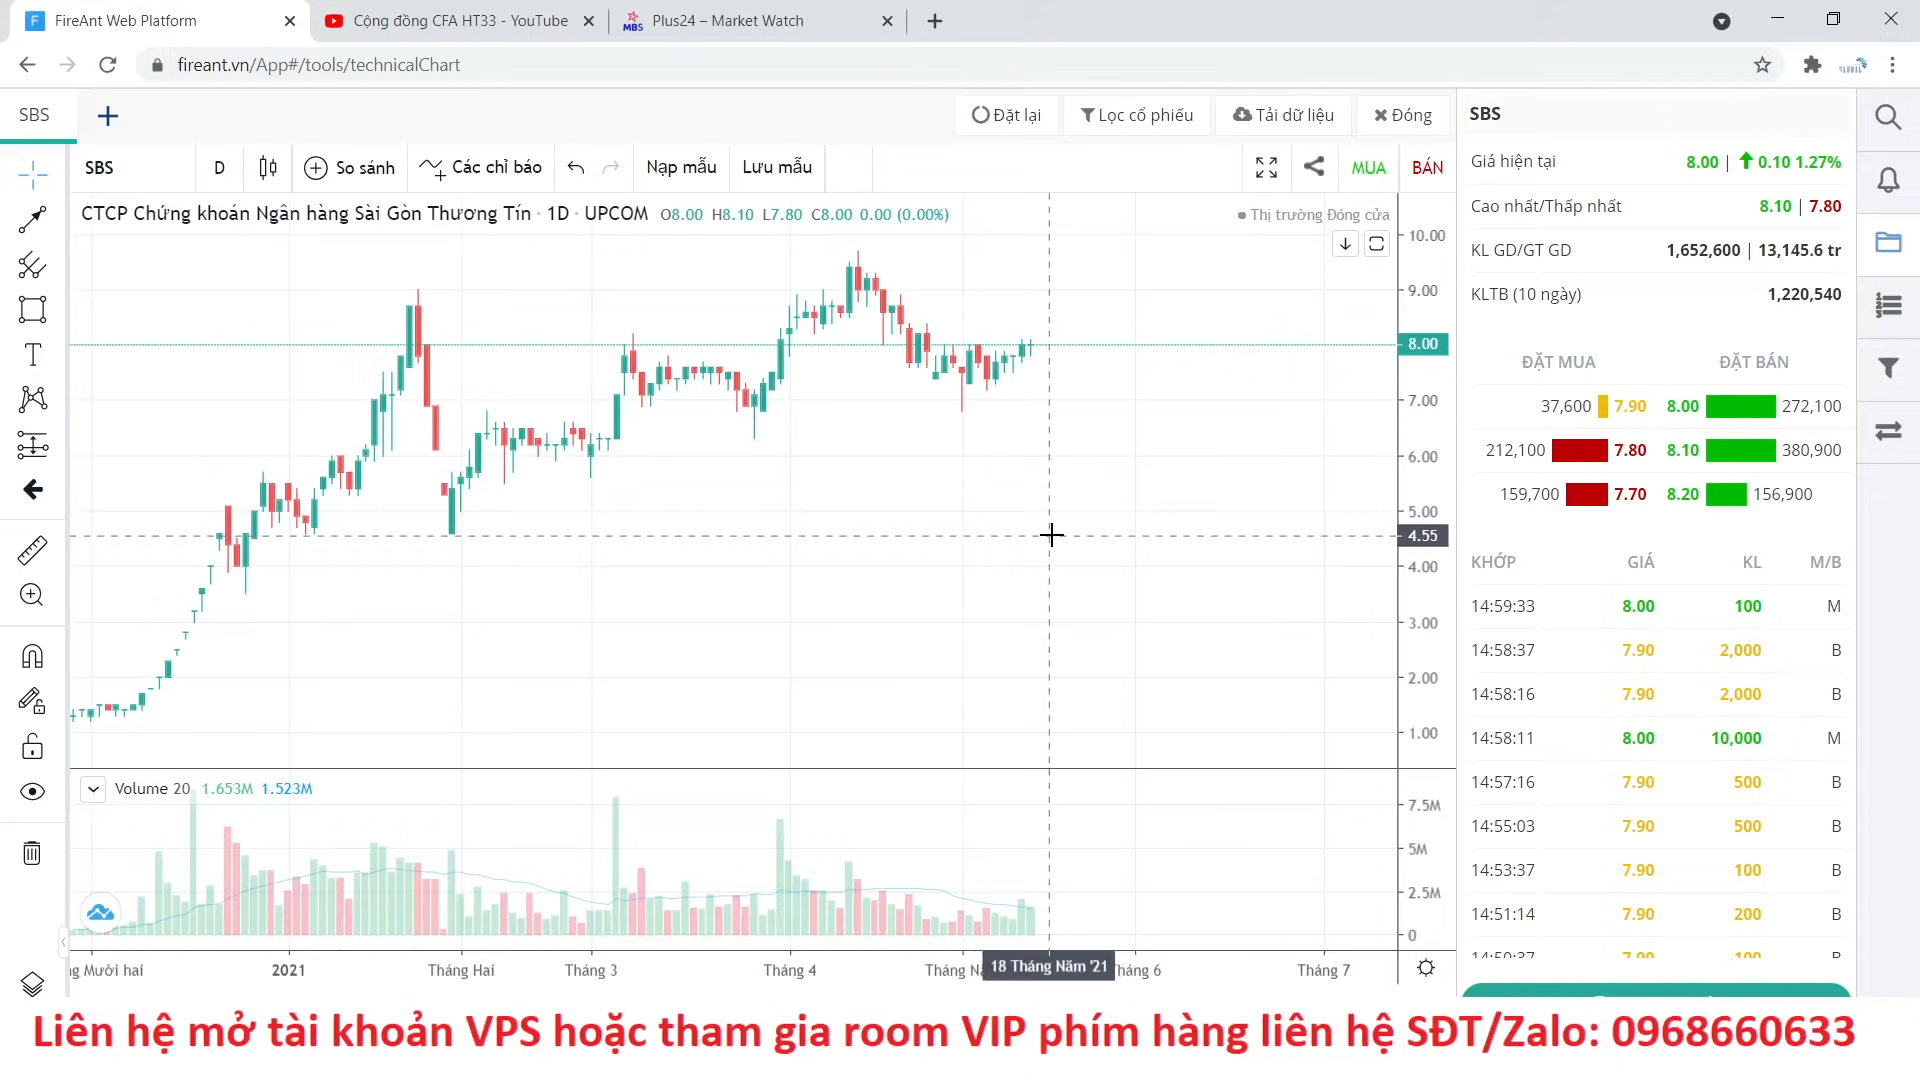 FireAnt Web Platform
Cộng đồng CFA HT33 - YouTube
MBS
Plus24 – Market Watch
fireant.vn/App#/tools/technicalChart
SBS
Đặt lại
Lọc cổ phiếu
Tải dữ liệu
Đóng
SBS
D
So sánh
Các chỉ báo
Nạp mẫu
Lưu mẫu
MUA
BÁN
CTCP Chứng khoán Ngân hàng Sài Gòn Thương Tín · 1D · UPCOM O8.00 H8.10 L7.80 C8.00 0.00 (0.00%)
Thị trường Đóng cửa
10.00
9.00
8.00
7.00
6.00
5.00
4.55
4.00
3.00
2.00
1.00
Volume 20 1.653M 1.523M
7.5M
5M
2.5M
0
g Mười hai
2021
Tháng Hai
Tháng 3
Tháng 4
Tháng N
18 Tháng Năm '21
Tháng 6
Tháng 7
SBS
Giá hiện tại 8.00 | 0.10 1.27%
Cao nhất/Thấp nhất 8.10 | 7.80
KL GD/GT GD 1,652,600 | 13,145.6 tr
KLTB (10 ngày) 1,220,540
ĐẶT MUA ĐẶT BÁN
37,600 7.90 8.00 272,100
212,100 7.80 8.10 380,900
159,700 7.70 8.20 156,900
KHỚP GIÁ KL M/B
14:59:33 8.00 100 M
14:58:37 7.90 2,000 B
14:58:16 7.90 2,000 B
14:58:11 8.00 10,000 M
14:57:16 7.90 500 B
14:55:03 7.90 500 B
14:53:37 7.90 100 B
14:51:14 7.90 200 B
Liên hệ mở tài khoản VPS hoặc tham gia room VIP phím hàng liên hệ SĐT/Zalo: 0968660633